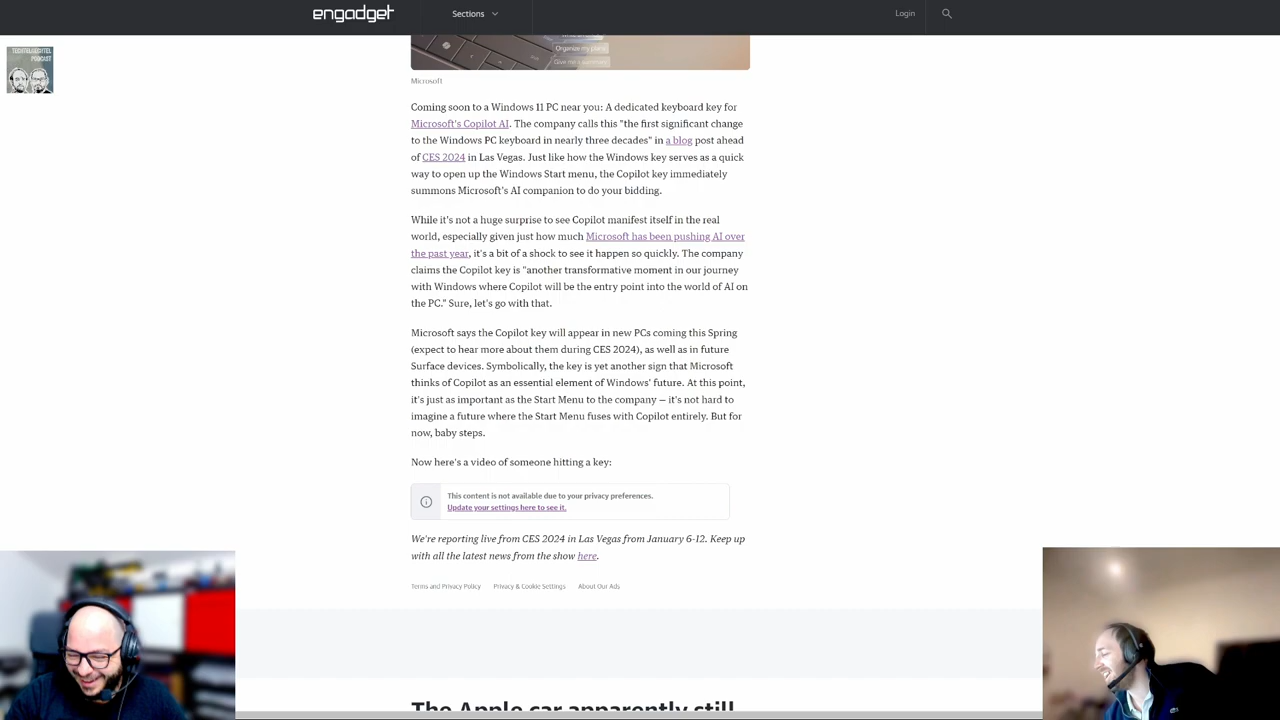 engadget
Sections
Login
PODCAST
Organize my plans
Give me a summary
Microsoft
Coming soon to a Windows 11 PC near you: A dedicated keyboard key for
Microsoft's Copilot AI. The company calls this "the first significant change
to the Windows PC keyboard in nearly three decades" in a blog post ahead
of CES 2024 in Las Vegas. Just like how the Windows key serves as a quick
way to open up the Windows Start menu, the Copilot key immediately
summons Microsoft's AI companion to do your bidding.
While it's not a huge surprise to see Copilot manifest itself in the real
world, especially given just how much Microsoft has been pushing AI over
the past year, it's a bit of a shock to see it happen so quickly. The company
claims the Copilot key is "another transformative moment in our journey
with Windows where Copilot will be the entry point into the world of AI on
the PC." Sure, let's go with that.
Microsoft says the Copilot key will appear in new PCs coming this Spring
(expect to hear more about them during CES 2024), as well as in future
Surface devices. Symbolically, the key is yet another sign that Microsoft
thinks of Copilot as an essential element of Windows' future. At this point,
it's just as important as the Start Menu to the company — it's not hard to
imagine a future where the Start Menu fuses with Copilot entirely. But for
now, baby steps.
Now here's a video of someone hitting a key:
This content is not available due to your privacy preferences.
Update your settings here to see it.
We're reporting live from CES 2024 in Las Vegas from January 6-12. Keep up
with all the latest news from the show here.
Terms and Privacy Policy Privacy & Cookie Settings About Our Ads
The Apple car apparently still